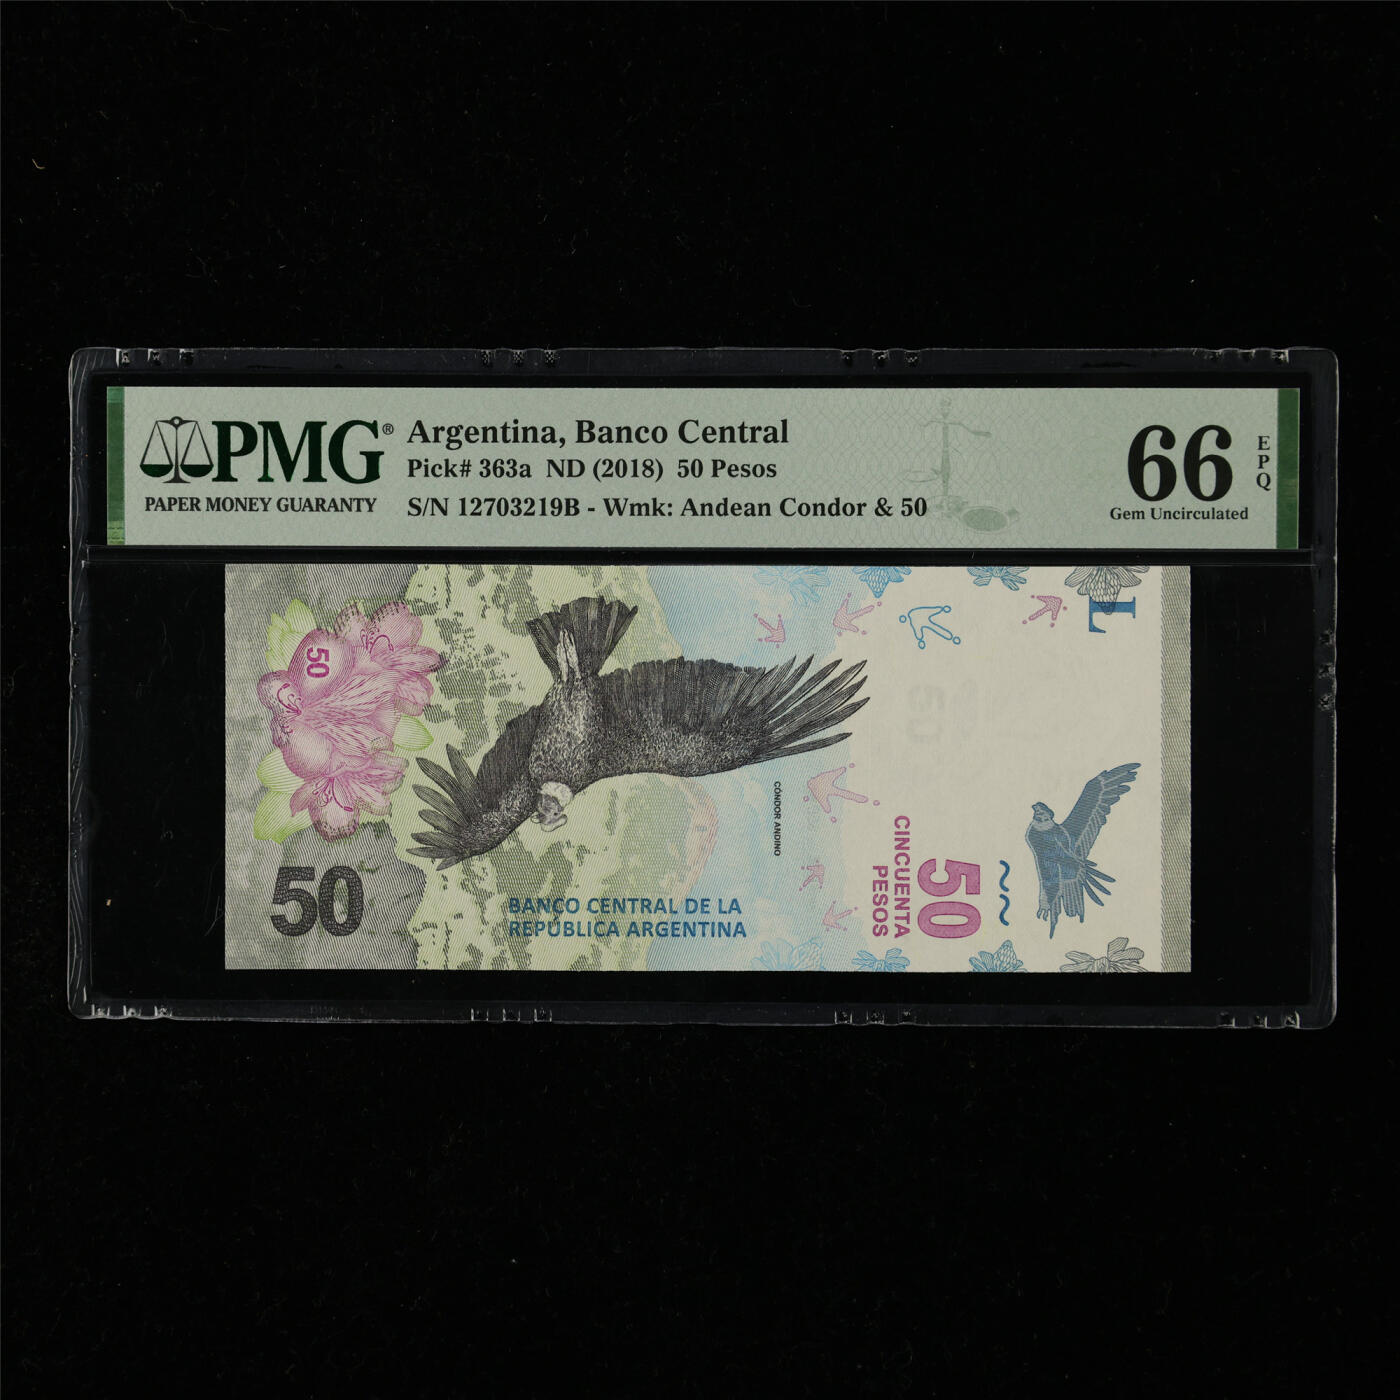 PMG®
PAPER MONEY GUARANTY
Argentina, Banco Central
Pick# 363a ND (2018) 50 Pesos
S/N 12703219B - Wmk: Andean Condor & 50
66
EPQ
Gem Uncirculated
50
L
50
CÓNDOR ANDINO
50
CINCUENTA
PESOS
50
BANCO CENTRAL DE LA
REPÚBLICA ARGENTINA